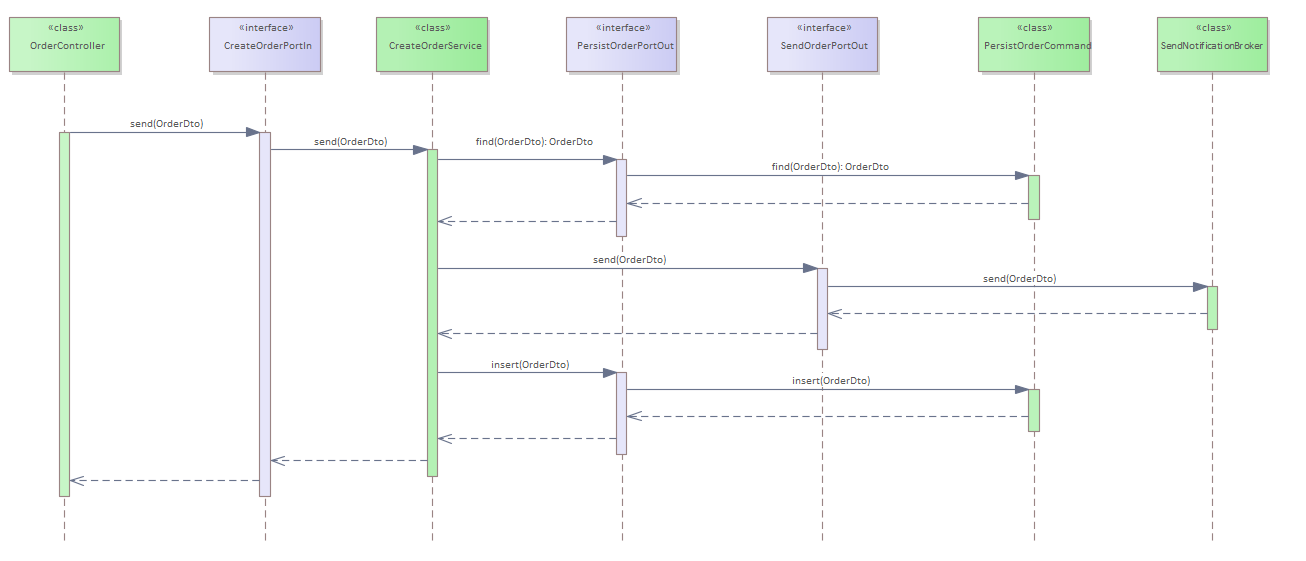 «class»
OrderController
«interface»
CreateOrderPortIn
«class»
CreateOrderService
«interface»
PersistOrderPortOut
«interface»
SendOrderPortOut
«class»
PersistOrderCommand
«class»
SendNotificationBroker
send(OrderDto)
send(OrderDto)
find(OrderDto): OrderDto
find(OrderDto): OrderDto
send(OrderDto)
send(OrderDto)
insert(OrderDto)
insert(OrderDto)